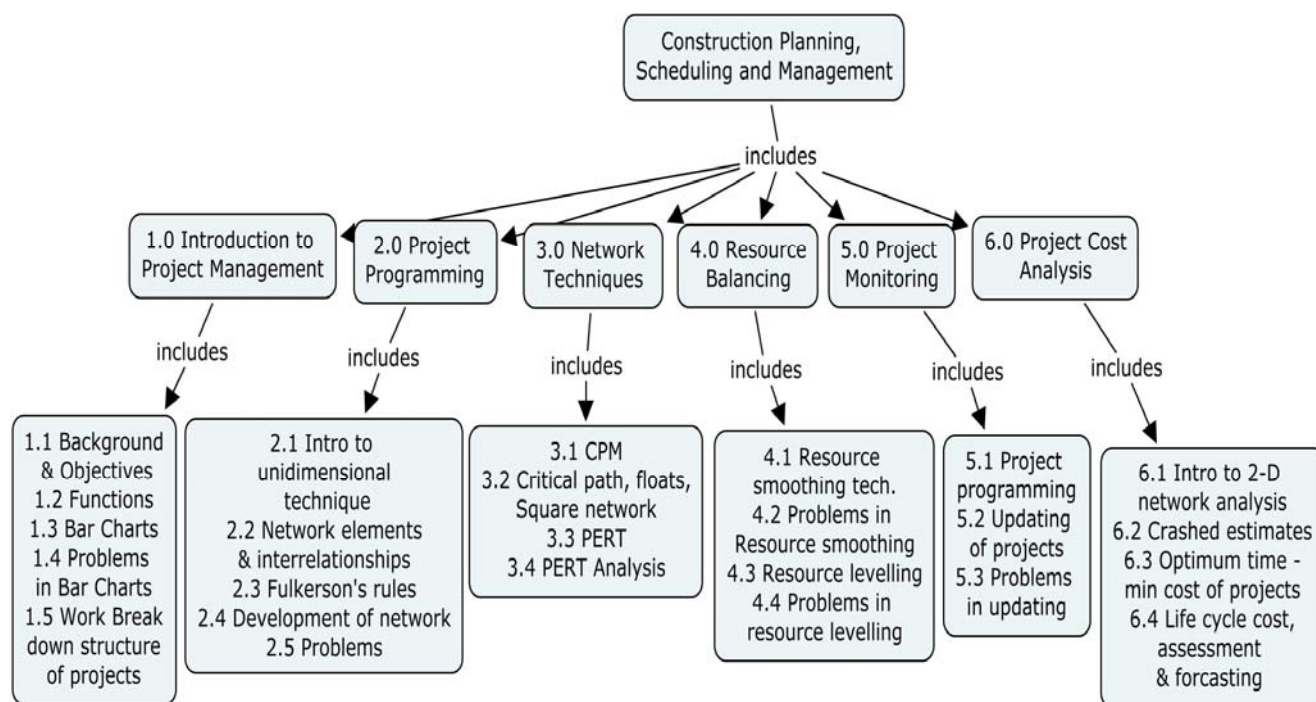 Construction Planning,
Scheduling and Management
includes
1.0 Introduction to
Project Management
2.0 Project
Programming
3.0 Network
Techniques
4.0 Resource
Balancing
5.0 Project
Monitoring
6.0 Project Cost
Analysis
includes
includes
includes
includes
includes
includes
1.1 Background
& Objectives
1.2 Functions
1.3 Bar Charts
1.4 Problems
in Bar Charts
1.5 Work Break
down structure
of projects
2.1 Intro to
unidimensional
technique
2.2 Network elements
& interrelationships
2.3 Fulkerson's rules
2.4 Development of network
2.5 Problems
3.1 CPM
3.2 Critical path, floats,
Square network
3.3 PERT
3.4 PERT Analysis
4.1 Resource
smoothing tech.
4.2 Problems in
Resource smoothing
4.3 Resource levelling
4.4 Problems in
resource levelling
5.1 Project
programming
5.2 Updating
of projects
5.3 Problems
in updating
6.1 Intro to 2-D
network analysis
6.2 Crashed estimates
6.3 Optimum time -
min cost of projects
6.4 Life cycle cost,
assessment
& forcasting